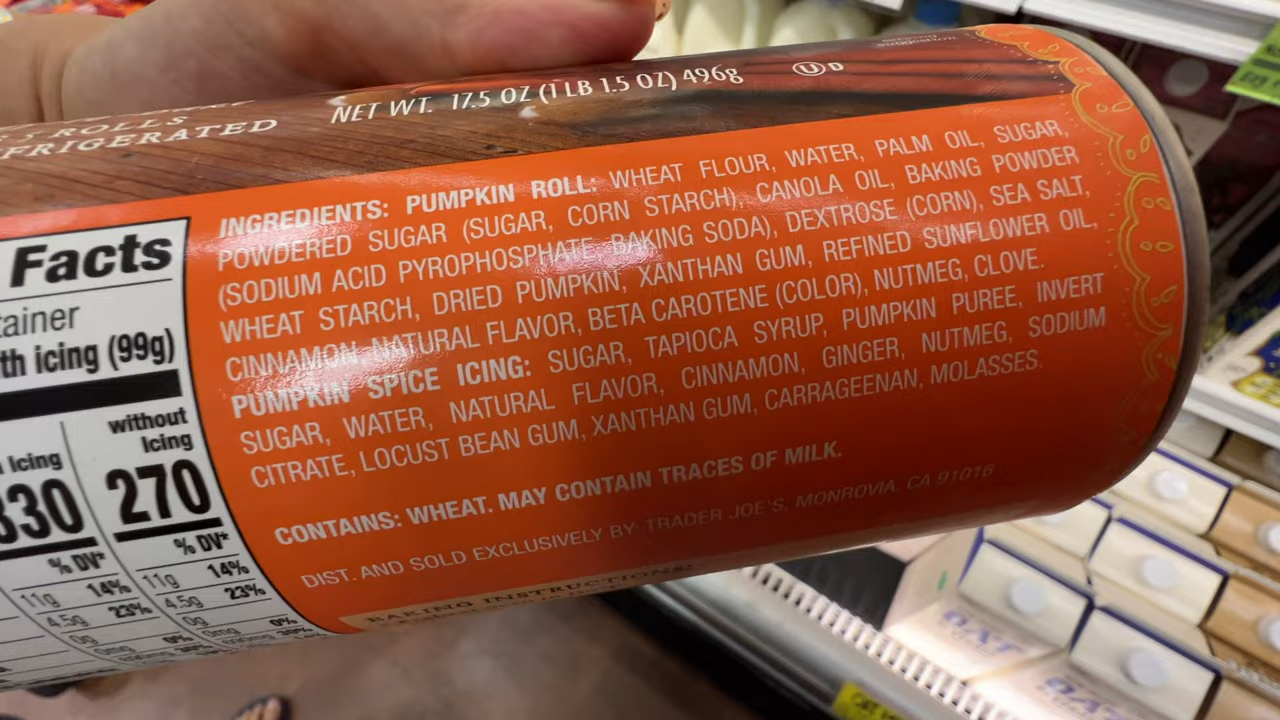 5 ROLLS
FRIGERATED
NET WT. 17.5 OZ (1 LB 1.5 OZ) 496g
U D
INGREDIENTS: PUMPKIN ROLL: WHEAT FLOUR, WATER, PALM OIL, SUGAR,
POWDERED SUGAR (SUGAR, CORN STARCH), CANOLA OIL, BAKING POWDER
(SODIUM ACID PYROPHOSPHATE, BAKING SODA), DEXTROSE (CORN), SEA SALT,
WHEAT STARCH, DRIED PUMPKIN, XANTHAN GUM, REFINED SUNFLOWER OIL,
CINNAMON, NATURAL FLAVOR, BETA CAROTENE (COLOR), NUTMEG, CLOVE.
PUMPKIN SPICE ICING: SUGAR, TAPIOCA SYRUP, PUMPKIN PUREE, INVERT
SUGAR, WATER, NATURAL FLAVOR, CINNAMON, GINGER, NUTMEG, SODIUM
CITRATE, LOCUST BEAN GUM, XANTHAN GUM, CARRAGEENAN, MOLASSES.
CONTAINS: WHEAT. MAY CONTAIN TRACES OF MILK.
DIST. AND SOLD EXCLUSIVELY BY: TRADER JOE'S, MONROVIA, CA 91016
BAKING INSTRUCTIONS:
Facts
tainer
th icing (99g)
Icing
without
Icing
330
270
% DV*
% DV*
11g 14%
11g 14%
4.5g 23%
4.5g 23%
0g
0g
0% 0mg 0%
OAT